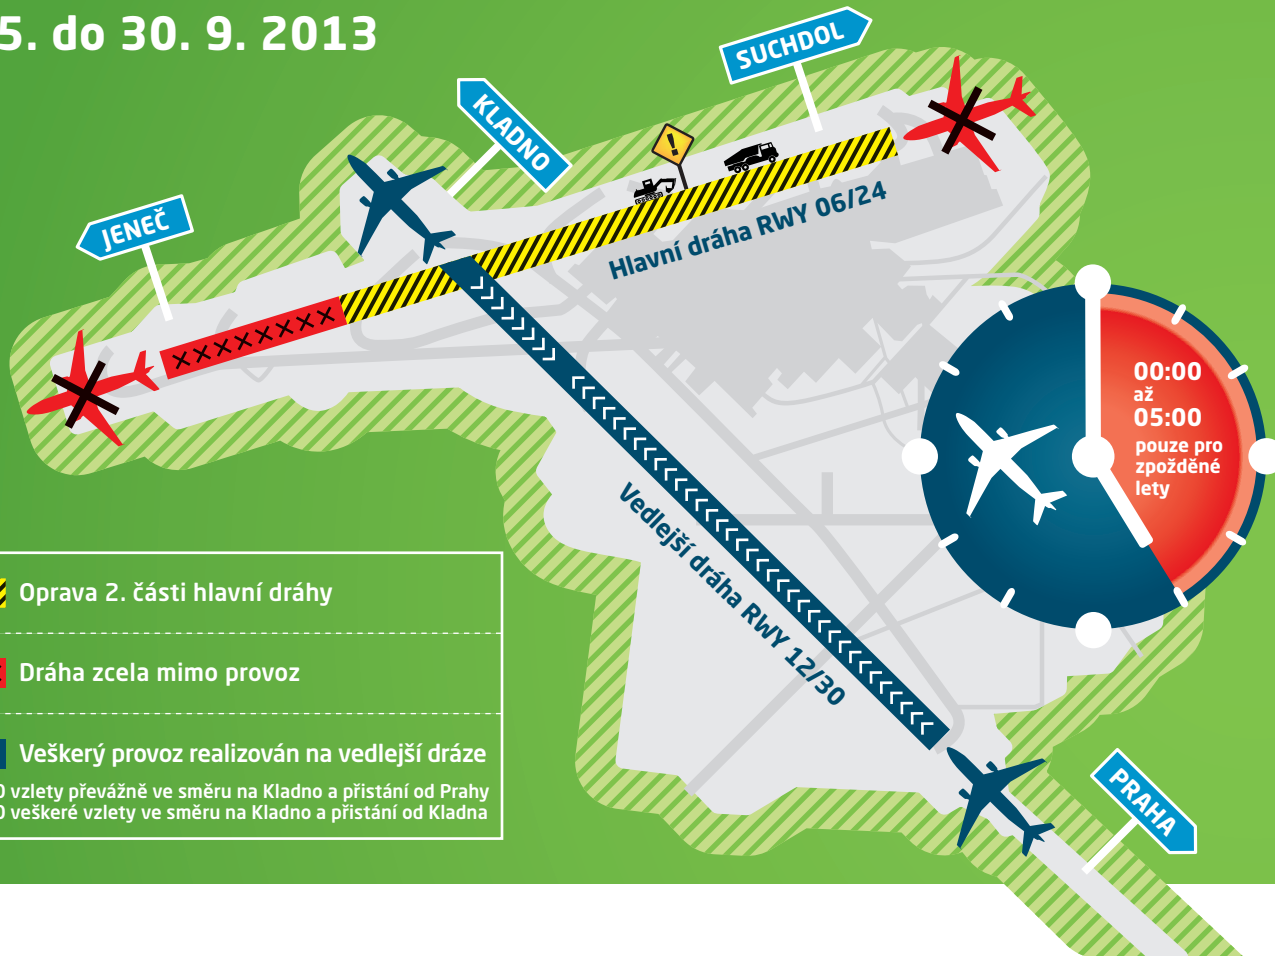 5. do 30. 9. 2013
SUCHDOL
KLADNO
JENEČ
!
Hlavní dráha RWY 06/24
00:00
až
05:00
pouze pro
zpožděné
lety
Vedlejší dráha RWY 12/30
Oprava 2. části hlavní dráhy
Dráha zcela mimo provoz
Veškerý provoz realizován na vedlejší dráze
0 vzlety převážně ve směru na Kladno a přistání od Prahy
0 veškeré vzlety ve směru na Kladno a přistání od Kladna
PRAHA